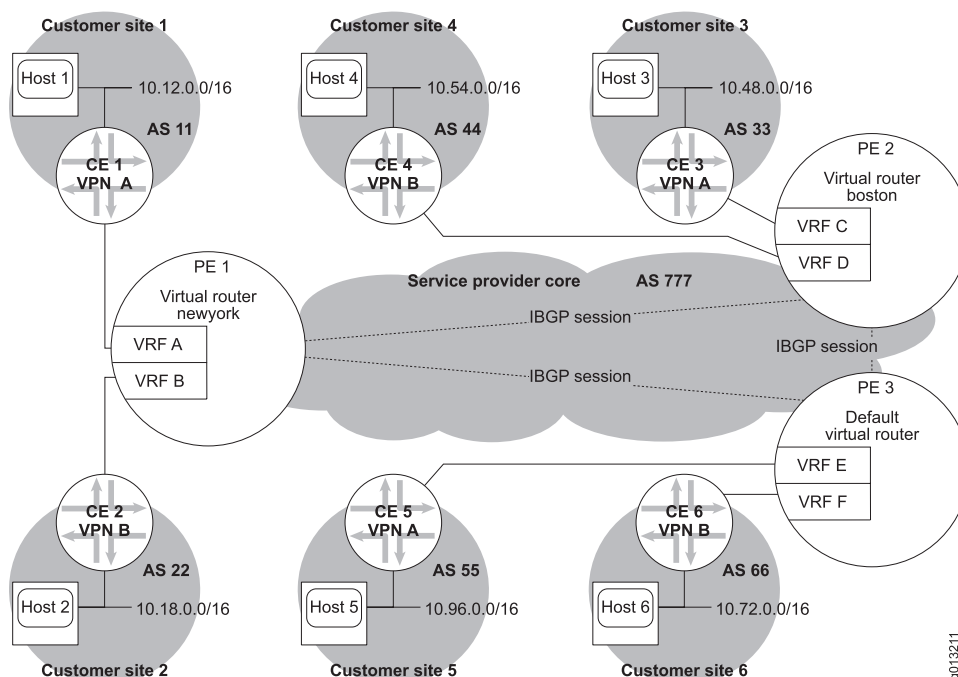 Customer site 1
Customer site 4
Customer site 3
Host 1
10.12.0.0/16
Host 4
10.54.0.0/16
Host 3
10.48.0.0/16
AS 11
AS 44
AS 33
CE 1
VPN A
CE 4
VPN B
CE 3
VPN A
PE 2
Virtual router
boston
VRF C
VRF D
PE 1
Virtual router
newyork
VRF A
VRF B
Service provider core
AS 777
IBGP session
IBGP session
IBGP session
PE 3
Default
virtual router
VRF E
VRF F
CE 2
VPN B
CE 5
VPN A
CE 6
VPN B
AS 22
AS 55
AS 66
Host 2
10.18.0.0/16
Host 5
10.96.0.0/16
Host 6
10.72.0.0/16
Customer site 2
Customer site 5
Customer site 6
g013211